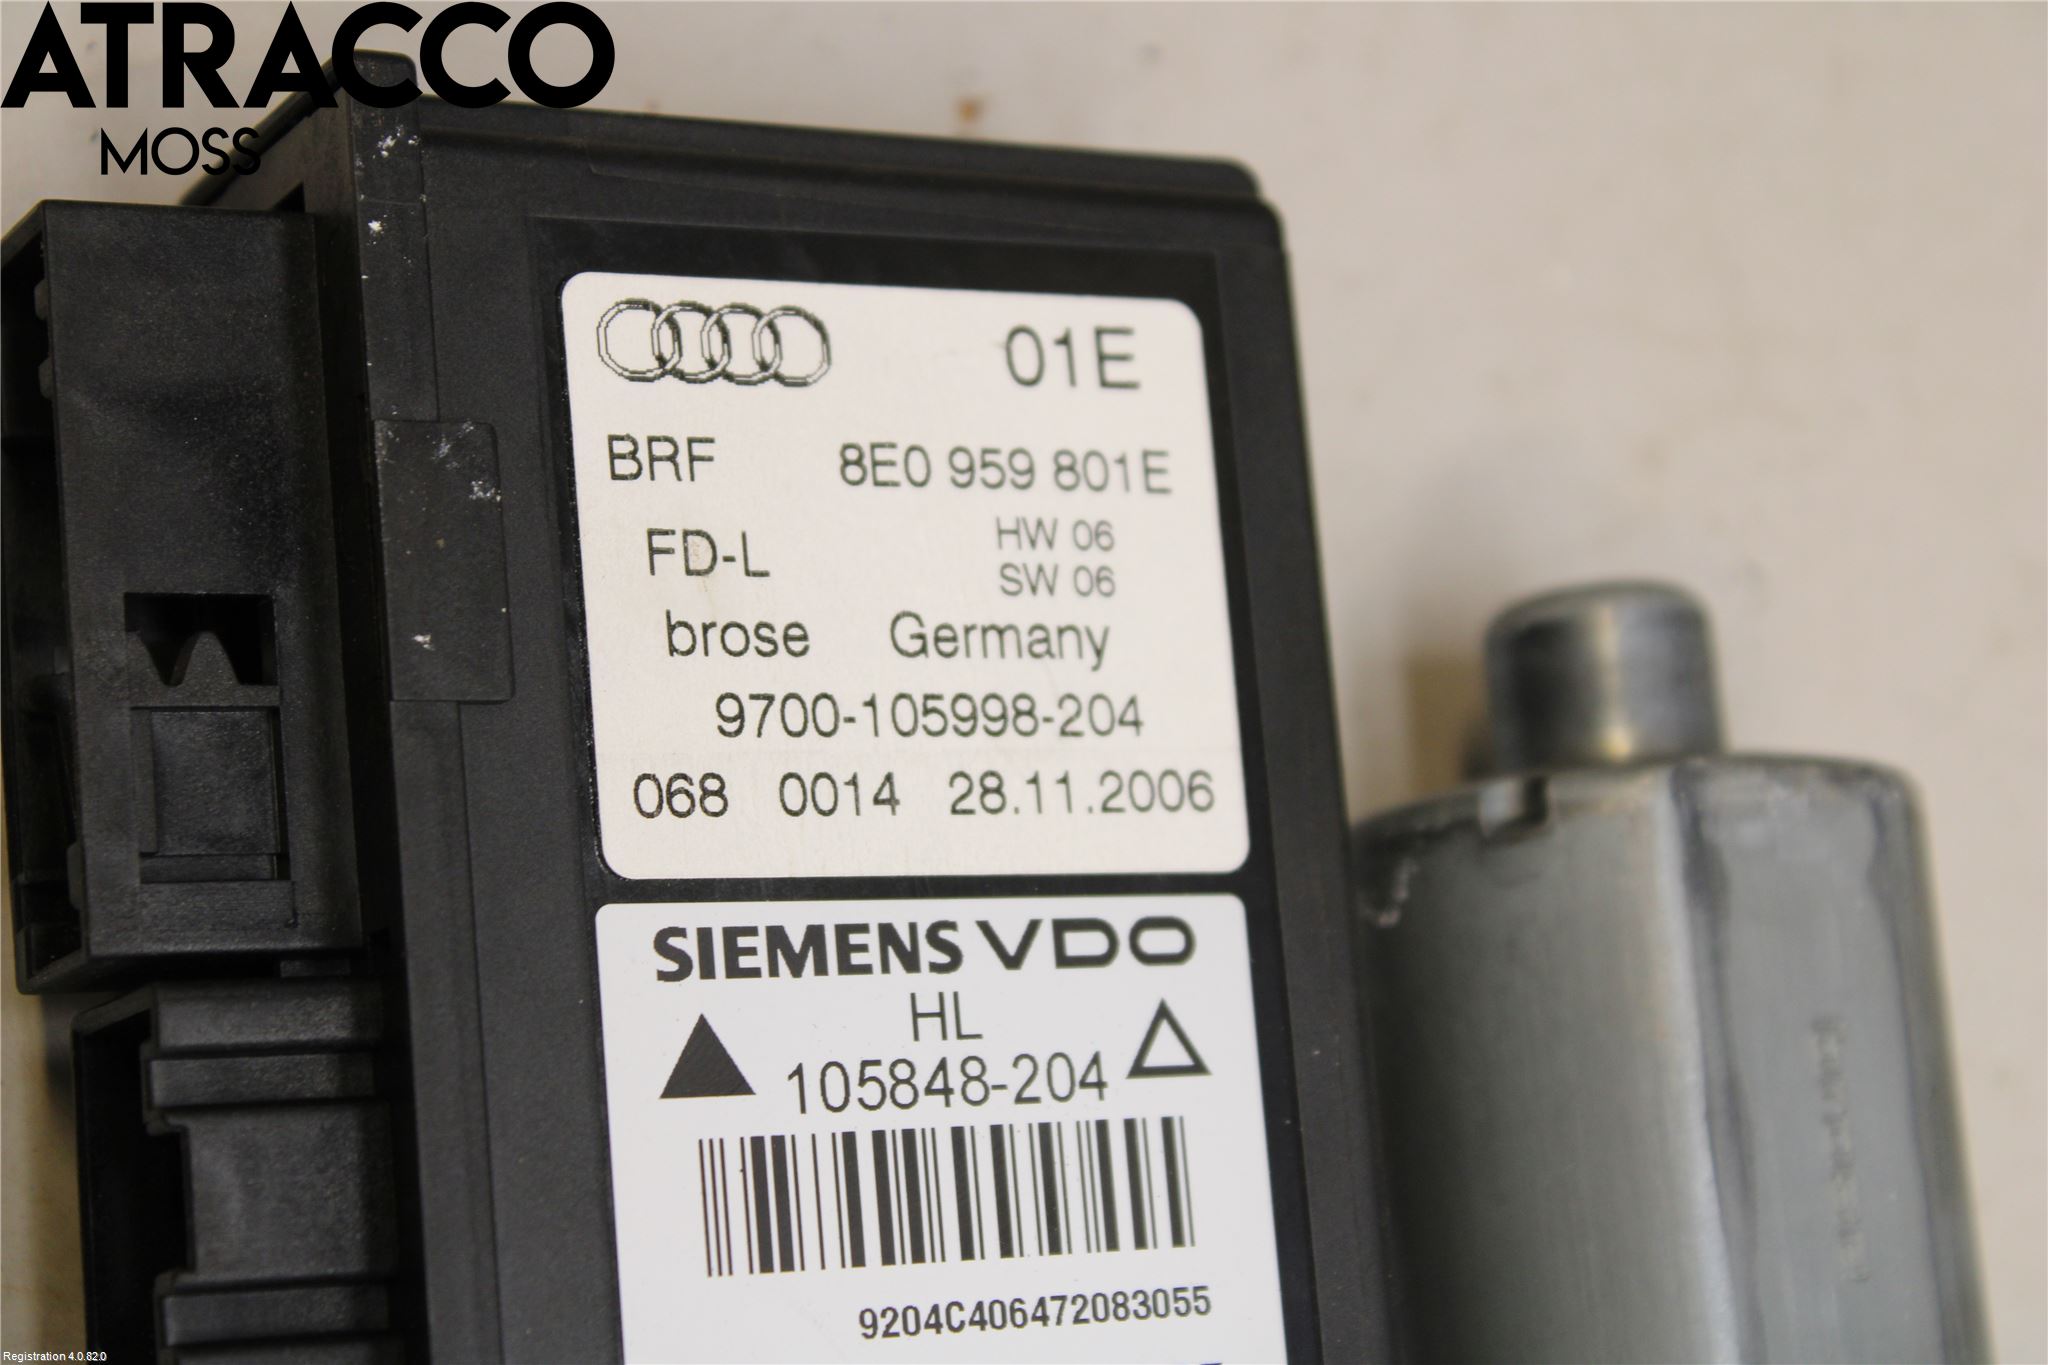 ATRACCO
MOSS
01E
BRF 8E0 959 801E
FD-L HW 06
SW 06
brose Germany
9700-105998-204
068 0014 28.11.2006
SIEMENS VDO
HL
105848-204
9204C406472083055
Registration 4.0.82.0